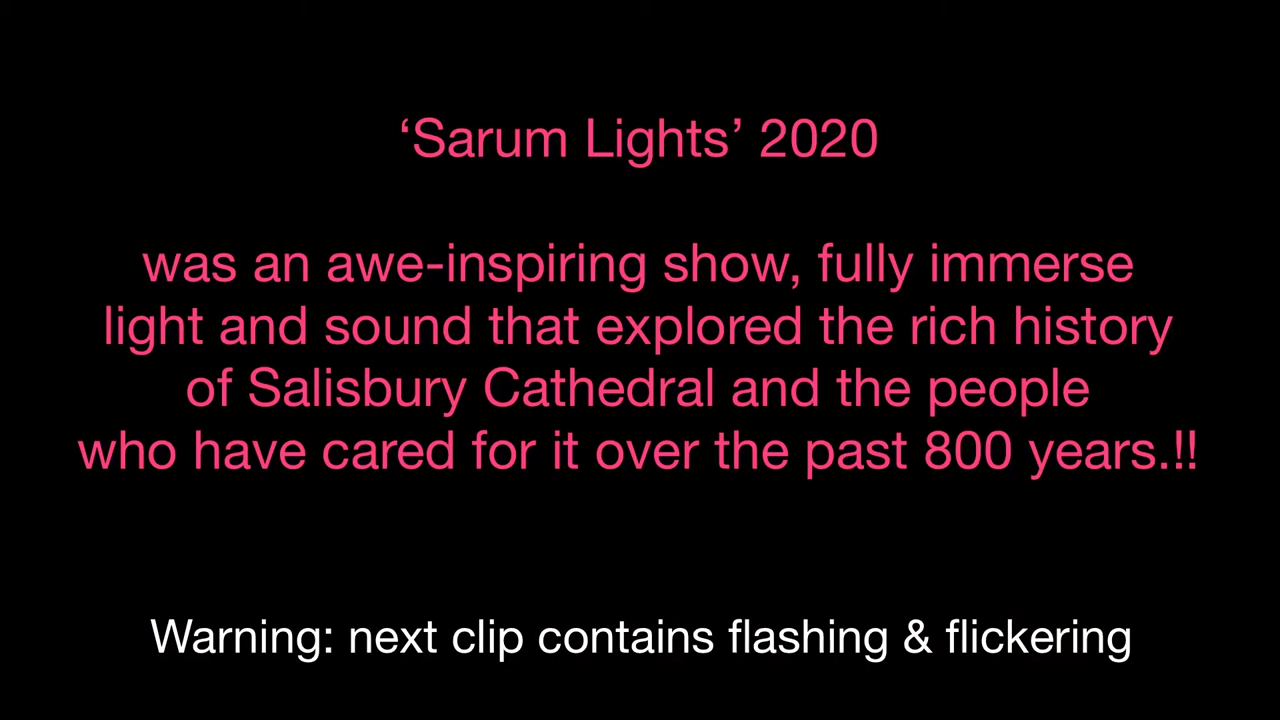 ‘Sarum Lights’ 2020
was an awe-inspiring show, fully immerse
light and sound that explored the rich history
of Salisbury Cathedral and the people
who have cared for it over the past 800 years.!!
Warning: next clip contains flashing & flickering